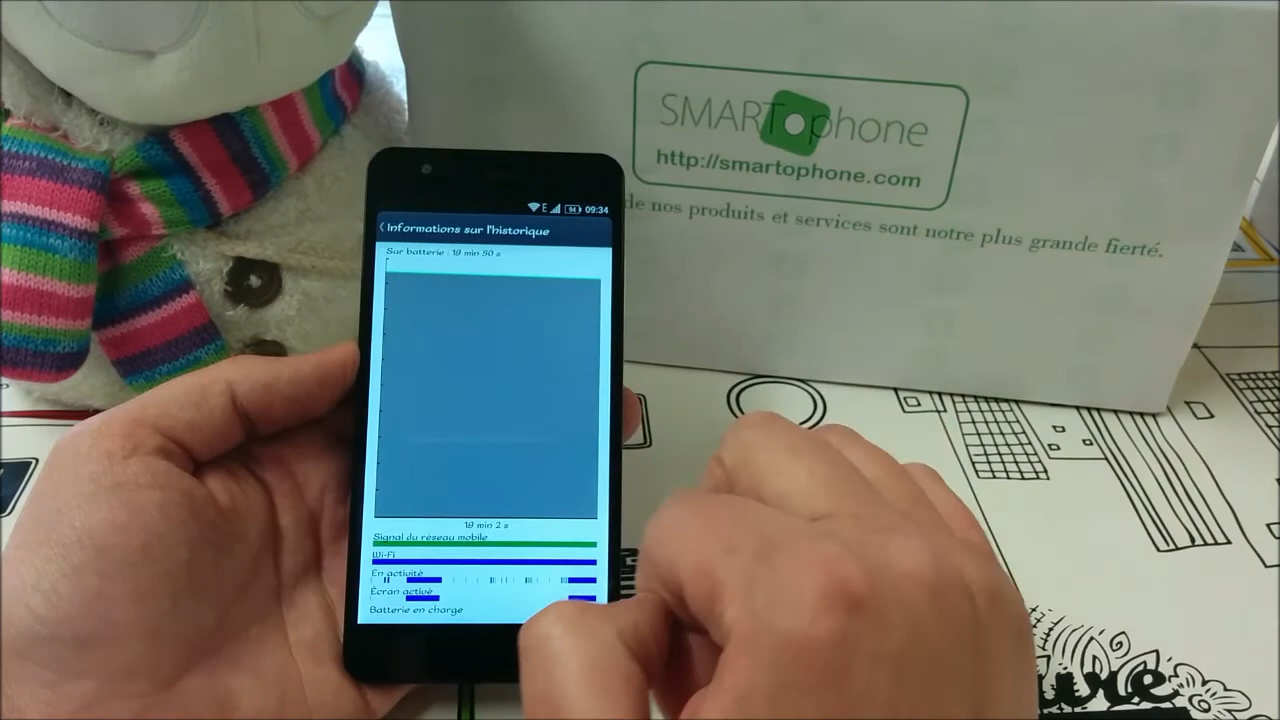 SMARTophone
http://smartophone.com
de nos produits et services sont notre plus grande fierté.
E 94 09:34
Informations sur l'historique
Sur batterie : 19 min 50 s
19 min 2 s
Signal du réseau mobile
Wi-Fi
En activité
Écran activé
Batterie en charge